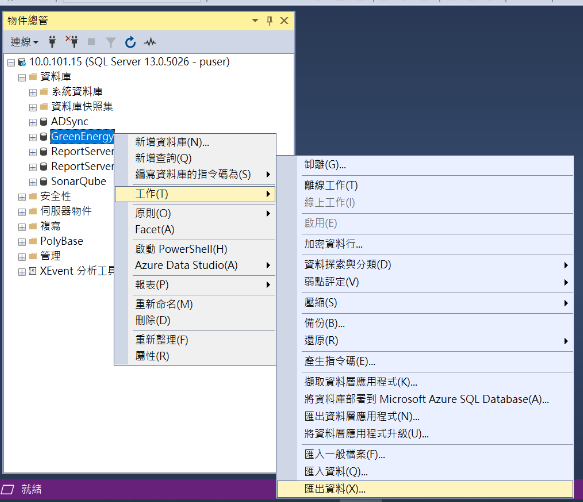 物件總管
連線
10.0.101.15 (SQL Server 13.0.5026 - puser)
資料庫
系統資料庫
資料庫快照集
ADSync
GreenEnergy
ReportServer
ReportServer
SonarQube
安全性
伺服器物件
複寫
PolyBase
管理
XEvent 分析工具
新增資料庫(N)...
新增查詢(Q)
編寫資料庫的指令碼為(S)
工作(T)
原則(O)
Facet(A)
啟動 PowerShell(H)
Azure Data Studio(A)
報表(P)
重新命名(M)
刪除(D)
重新整理(F)
屬性(R)
卸離(G)...
離線工作(T)
線上工作(I)
啟用(E)
加密資料行...
資料探索與分類(D)
弱點評定(V)
壓縮(S)
備份(B)...
還原(R)
產生指令碼(E)...
擷取資料層應用程式(K)...
將資料庫部署到 Microsoft Azure SQL Database(A)...
匯出資料層應用程式(N)...
將資料層應用程式升級(U)...
匯入一般檔案(F)...
匯入資料(Q)...
匯出資料(X)...
就緒